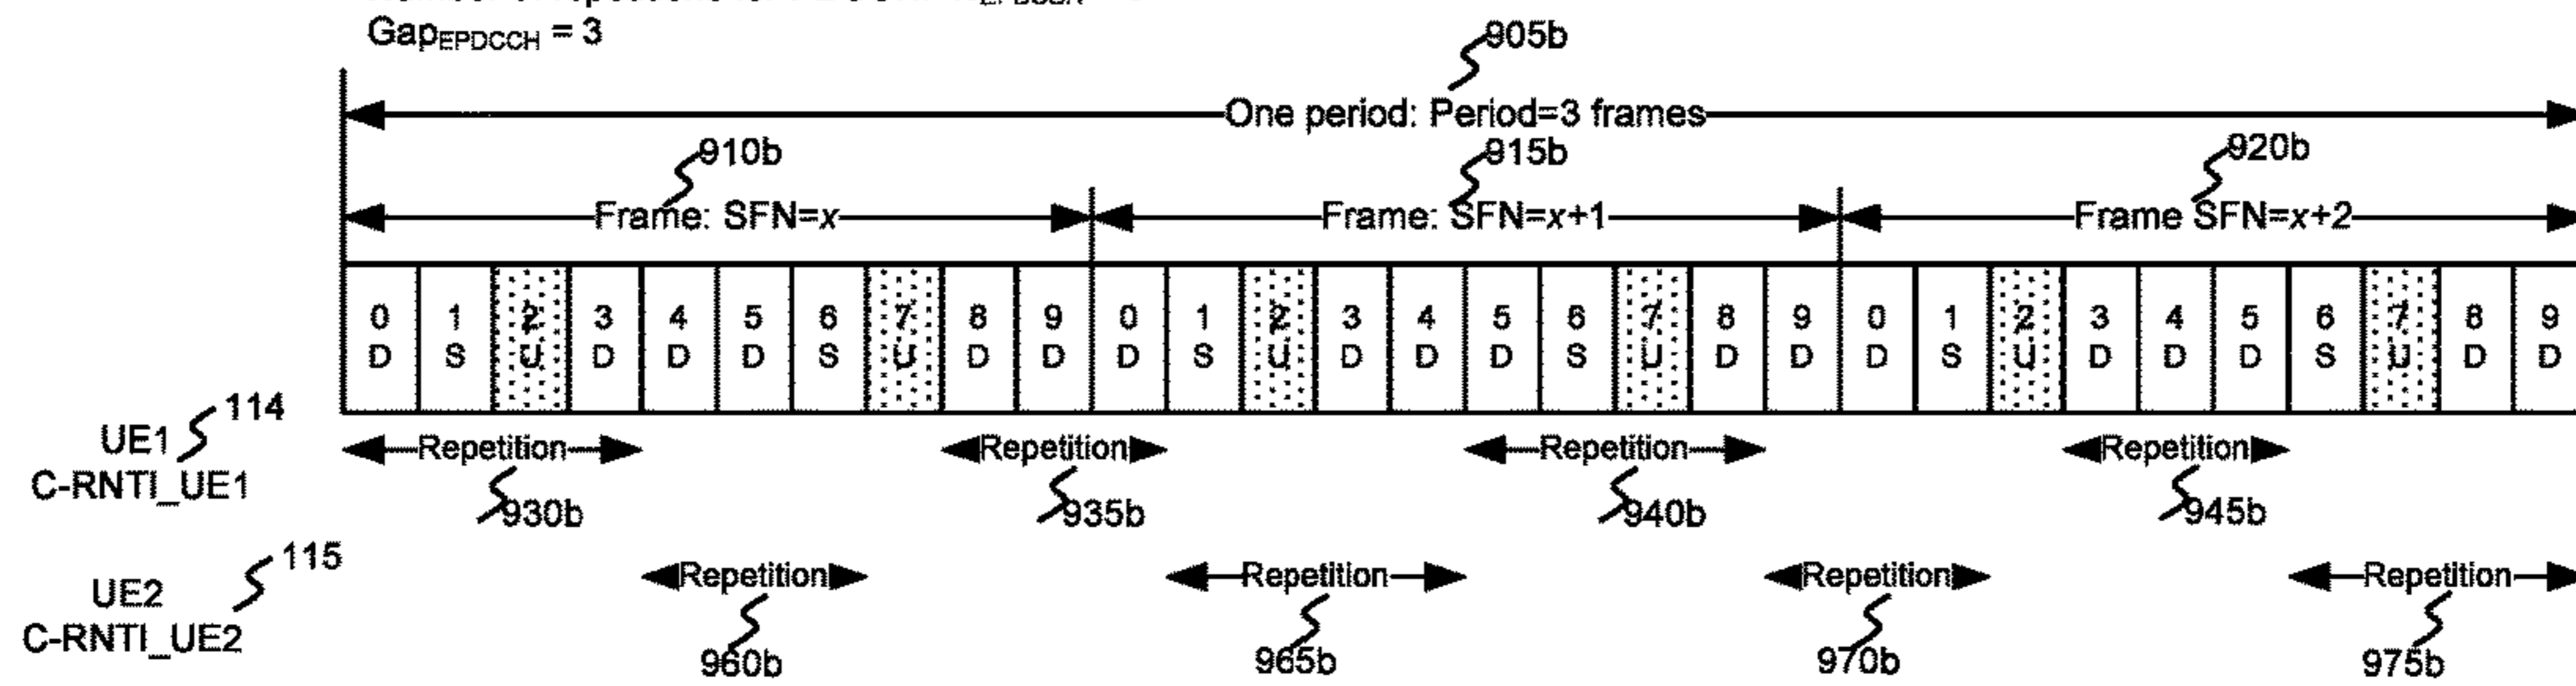 Gap_EPDCCH = 3
905b
One period: Period=3 frames
910b 915b 920b
Frame: SFN=x Frame: SFN=x+1 Frame SFN=x+2
0 1 2 3 4 5 6 7 8 9 0 1 2 3 4 5 6 7 8 9 0 1 2 3 4 5 6 7 8 9
D S U D D D S U D D D S U D D D S U D D D S U D D D S U D D
114
UE1 Repetition Repetition Repetition Repetition
C-RNTI_UE1 930b 935b 940b 945b
115
UE2 Repetition Repetition Repetition Repetition
C-RNTI_UE2 960b 965b 970b 975b